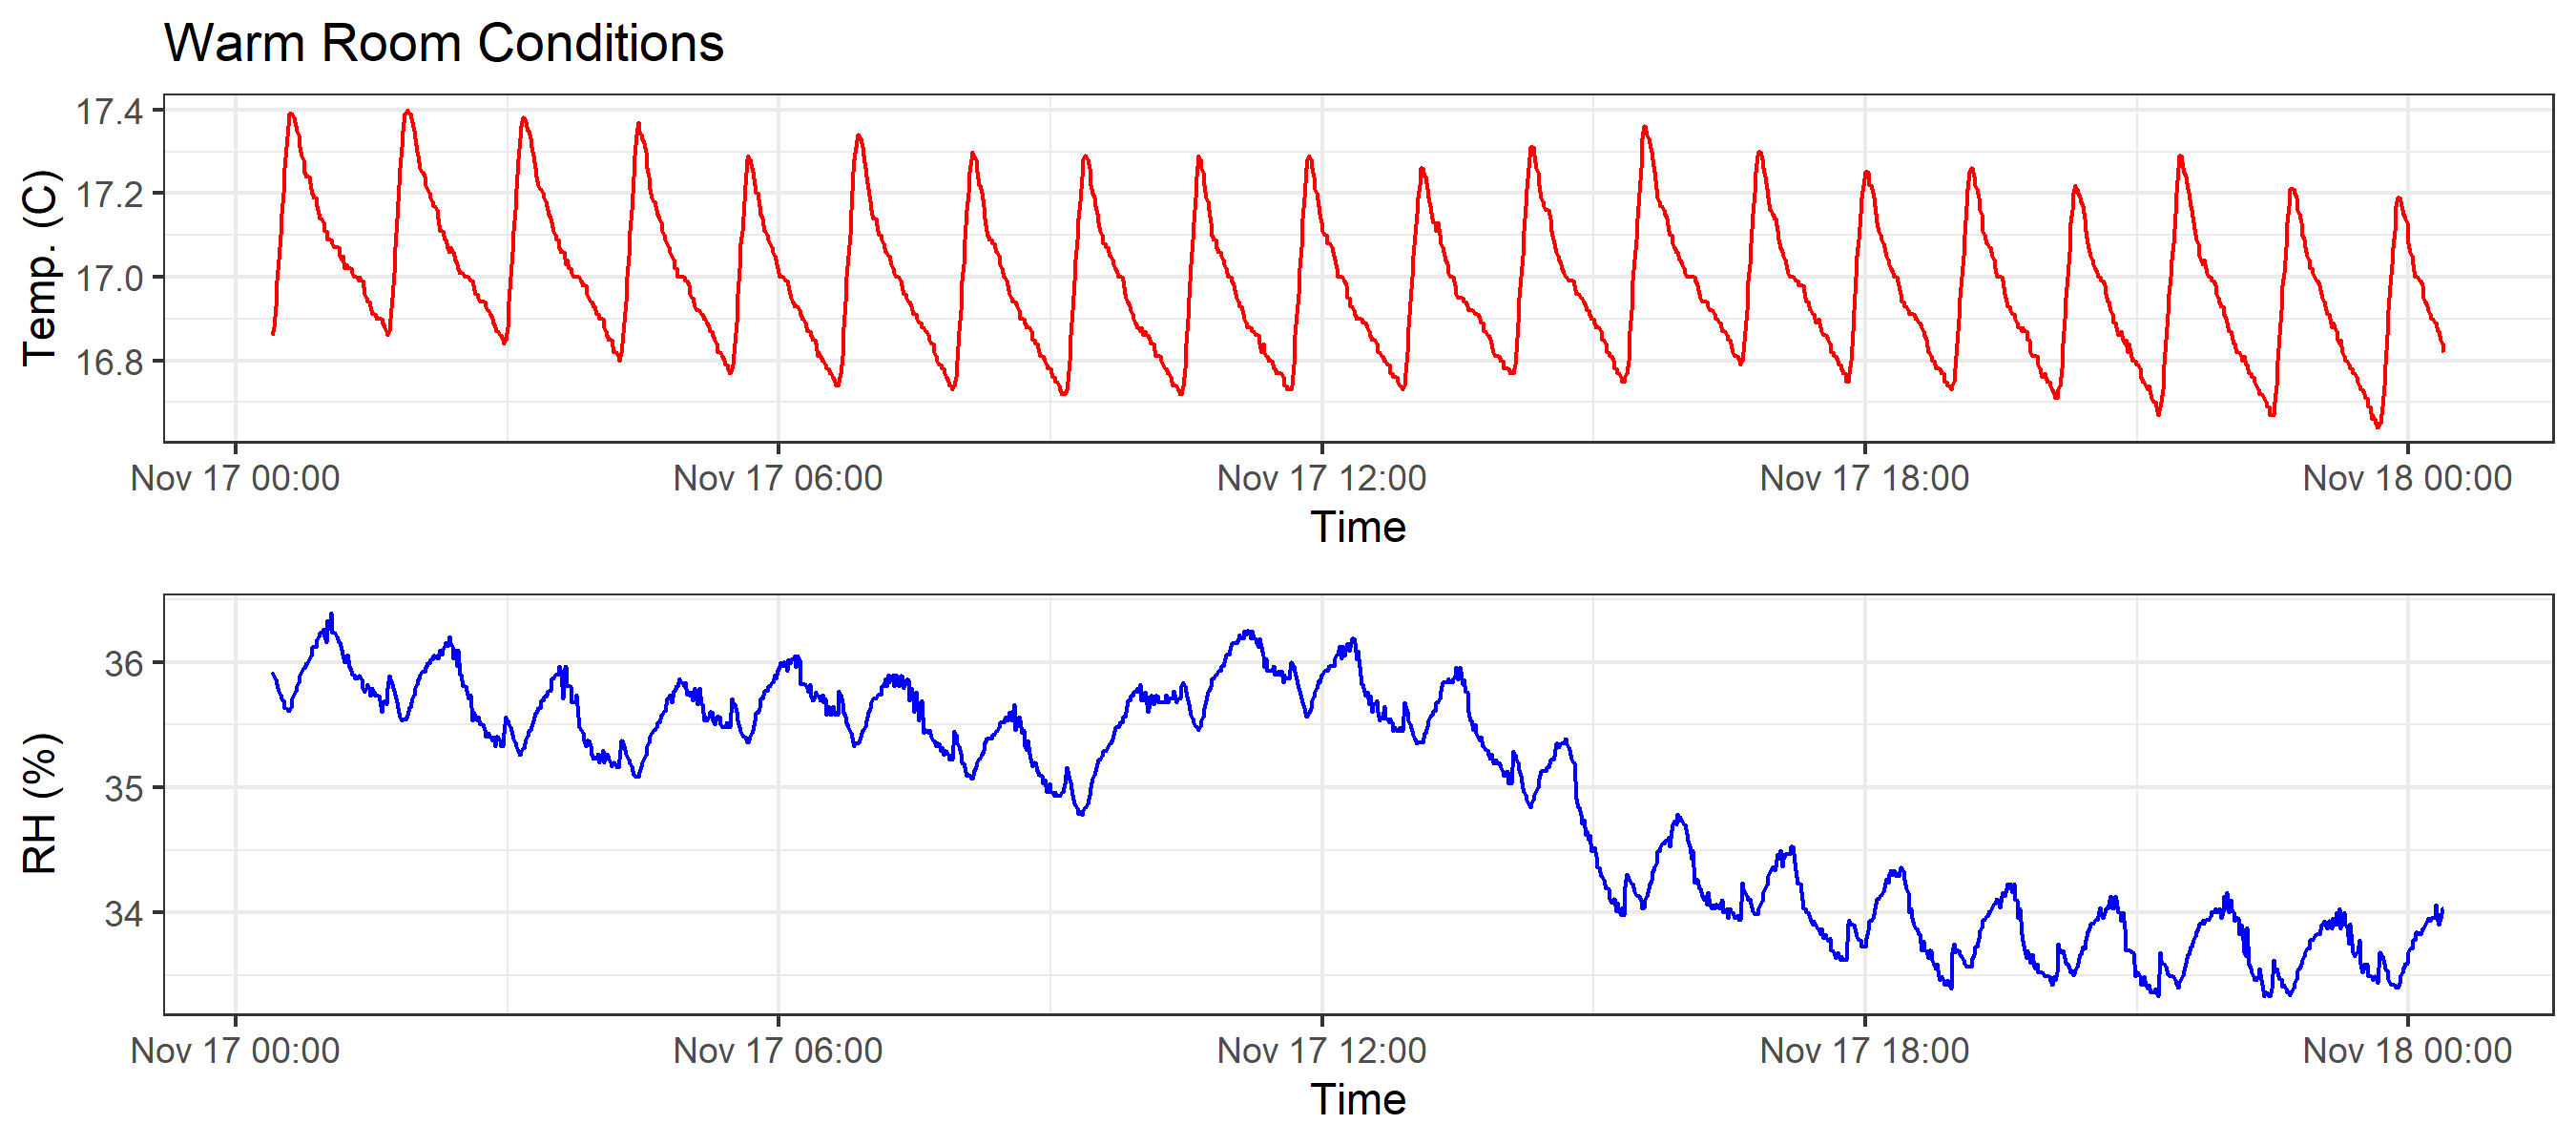 Warm Room Conditions
Temp. (C)
17.4
17.2
17.0
16.8
Nov 17 00:00 Nov 17 06:00 Nov 17 12:00 Nov 17 18:00 Nov 18 00:00
Time
RH (%)
36
35
34
Nov 17 00:00 Nov 17 06:00 Nov 17 12:00 Nov 17 18:00 Nov 18 00:00
Time